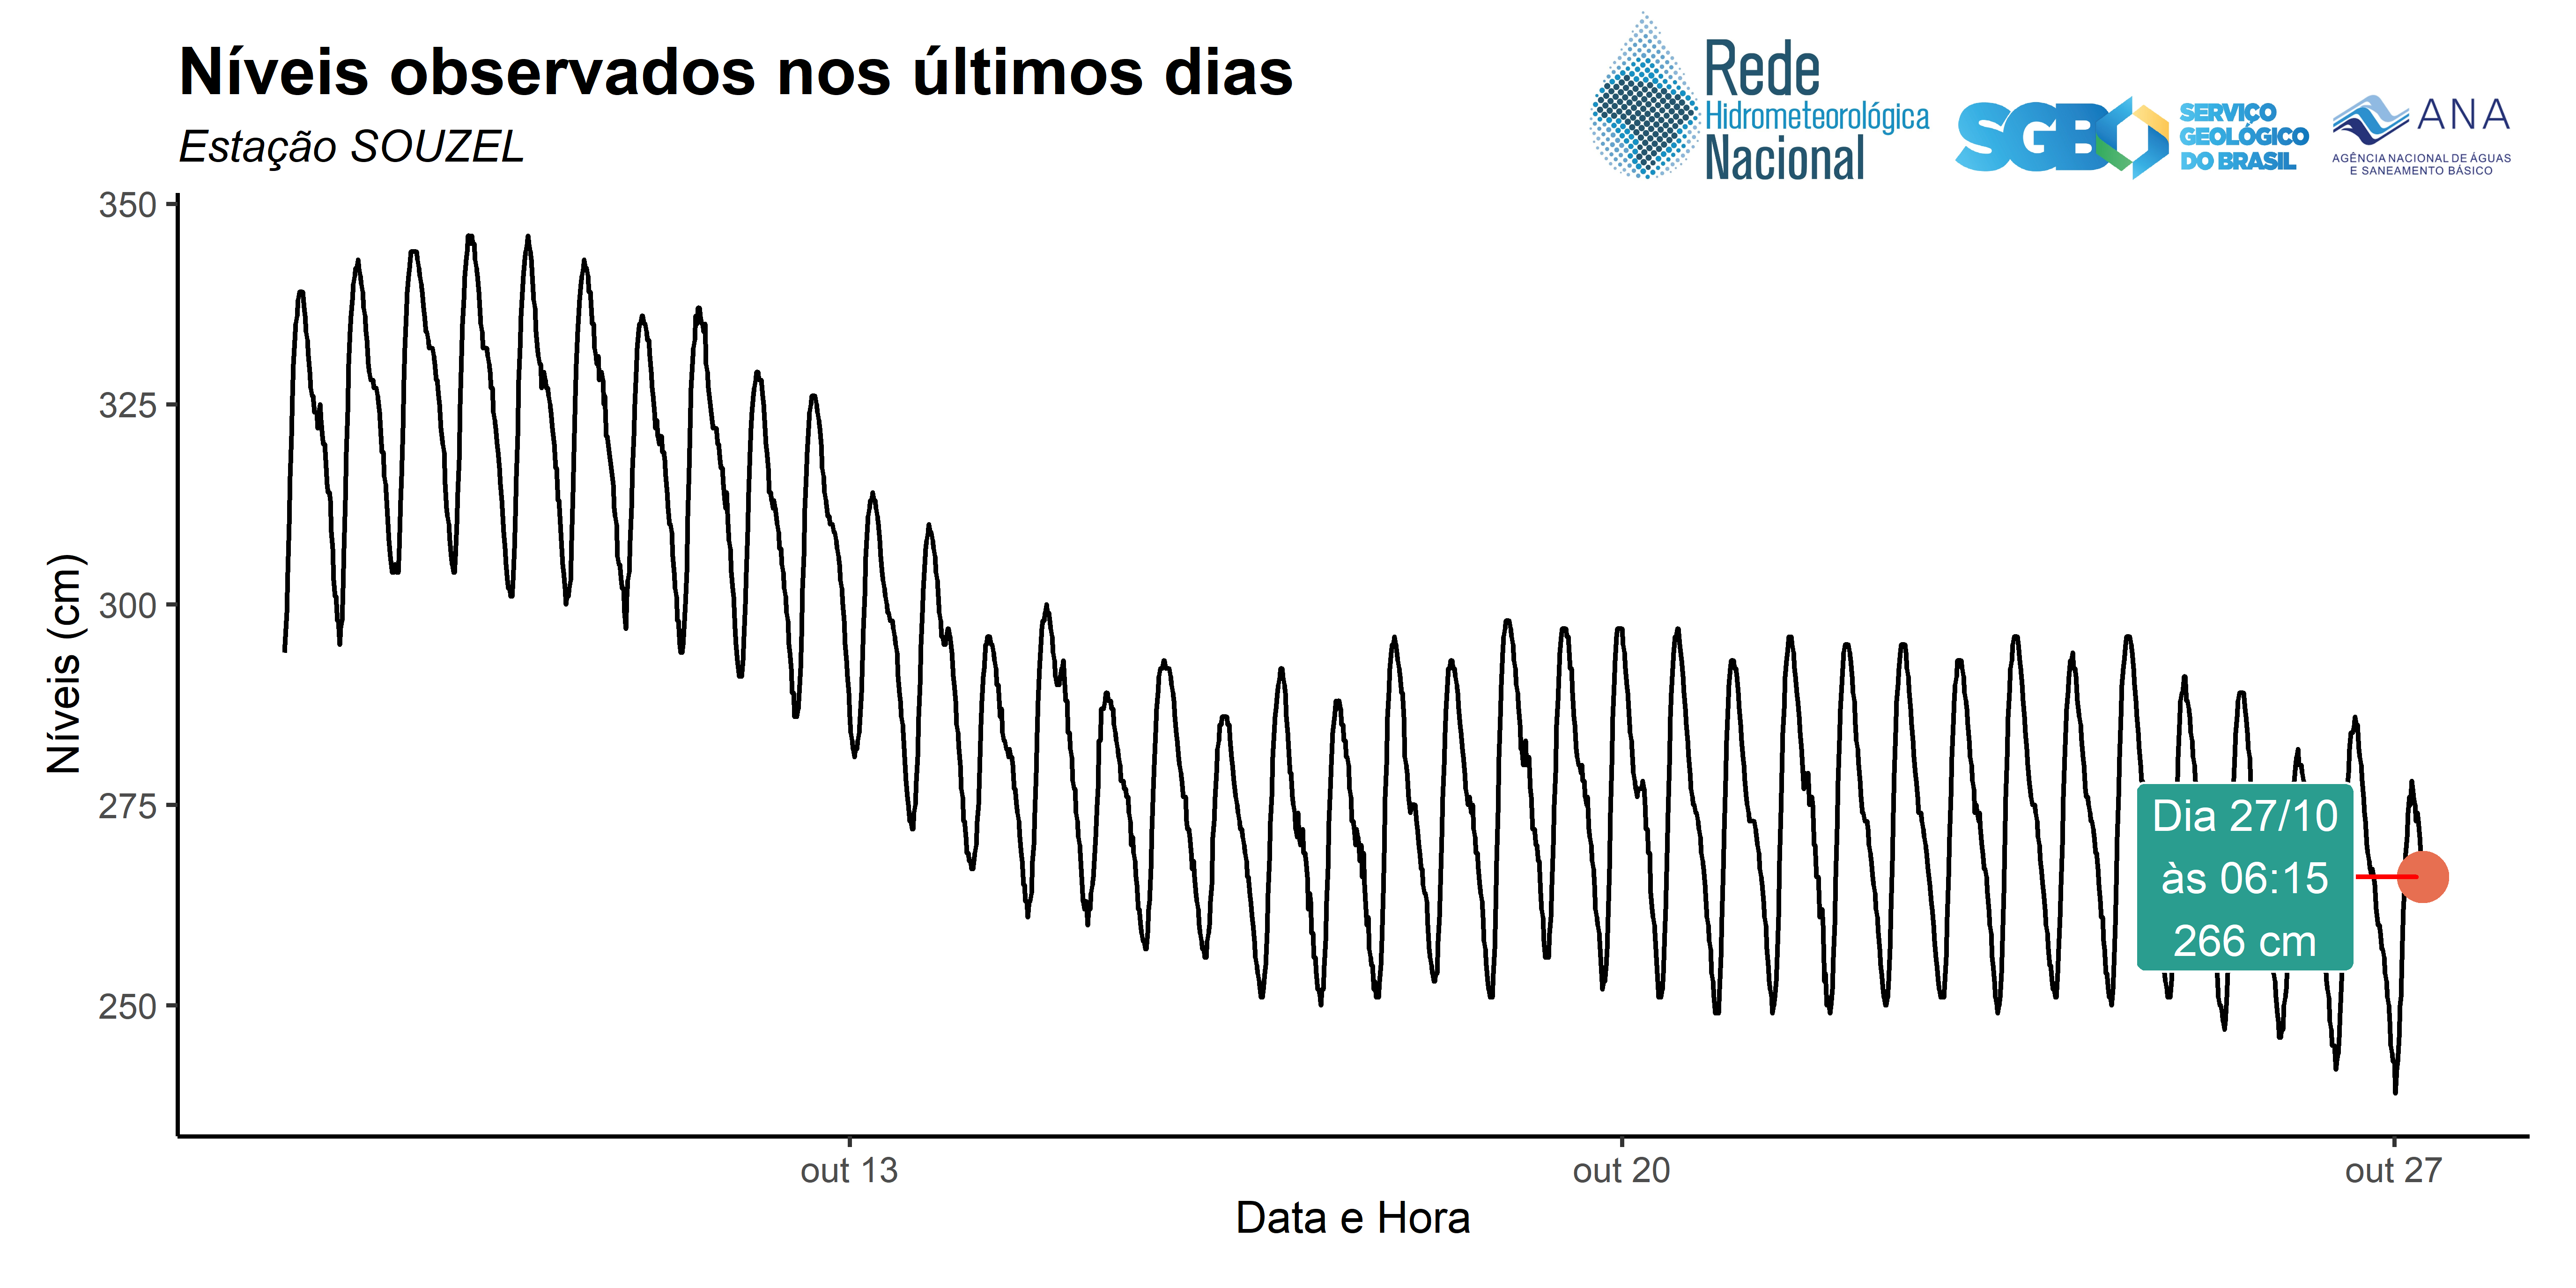 Níveis observados nos últimos dias
Estação SOUZEL
Rede
Hidrometeorológica
Nacional
SGB
SERVIÇO
GEOLÓGICO
DO BRASIL
ANA
AGÊNCIA NACIONAL DE ÁGUAS
E SANEAMENTO BÁSICO
Níveis (cm)
350
325
300
275
250
Dia 27/10
às 06:15
266 cm
out 13
out 20
out 27
Data e Hora